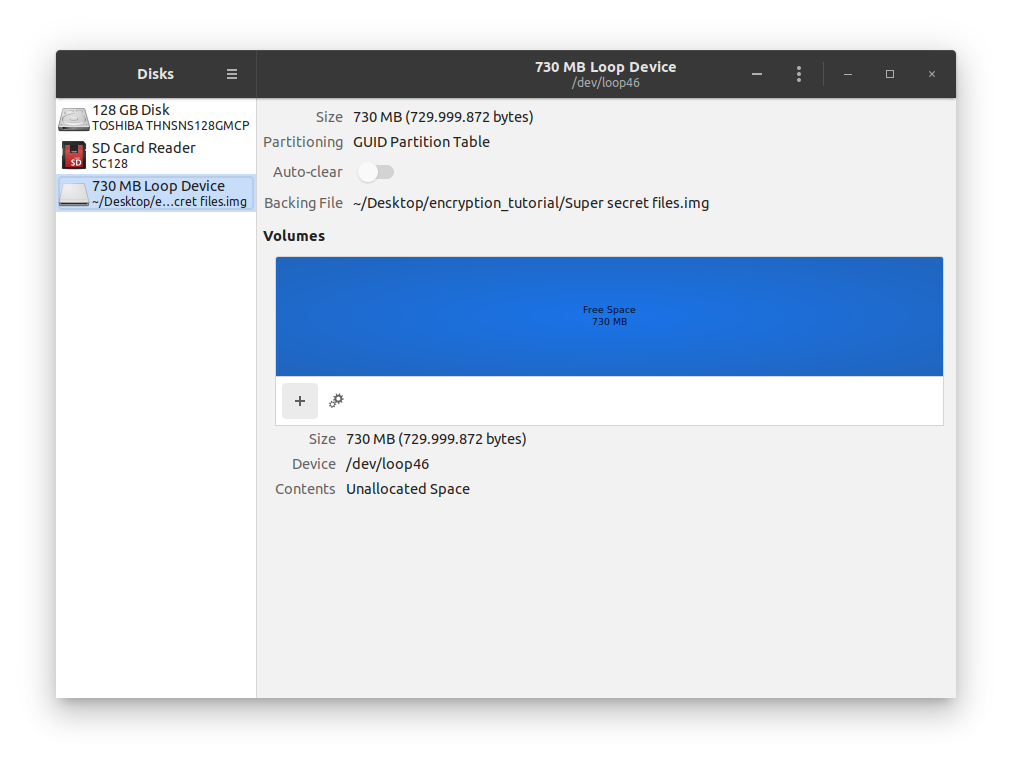 Disks
730 MB Loop Device
/dev/loop46
128 GB Disk
TOSHIBA THNSNS128GMCP
SD Card Reader
SC128
SD
730 MB Loop Device
~/Desktop/e...cret files.img
Size 730 MB (729.999.872 bytes)
Partitioning GUID Partition Table
Auto-clear
Backing File ~/Desktop/encryption_tutorial/Super secret files.img
Volumes
Free Space
730 MB
Size 730 MB (729.999.872 bytes)
Device /dev/loop46
Contents Unallocated Space